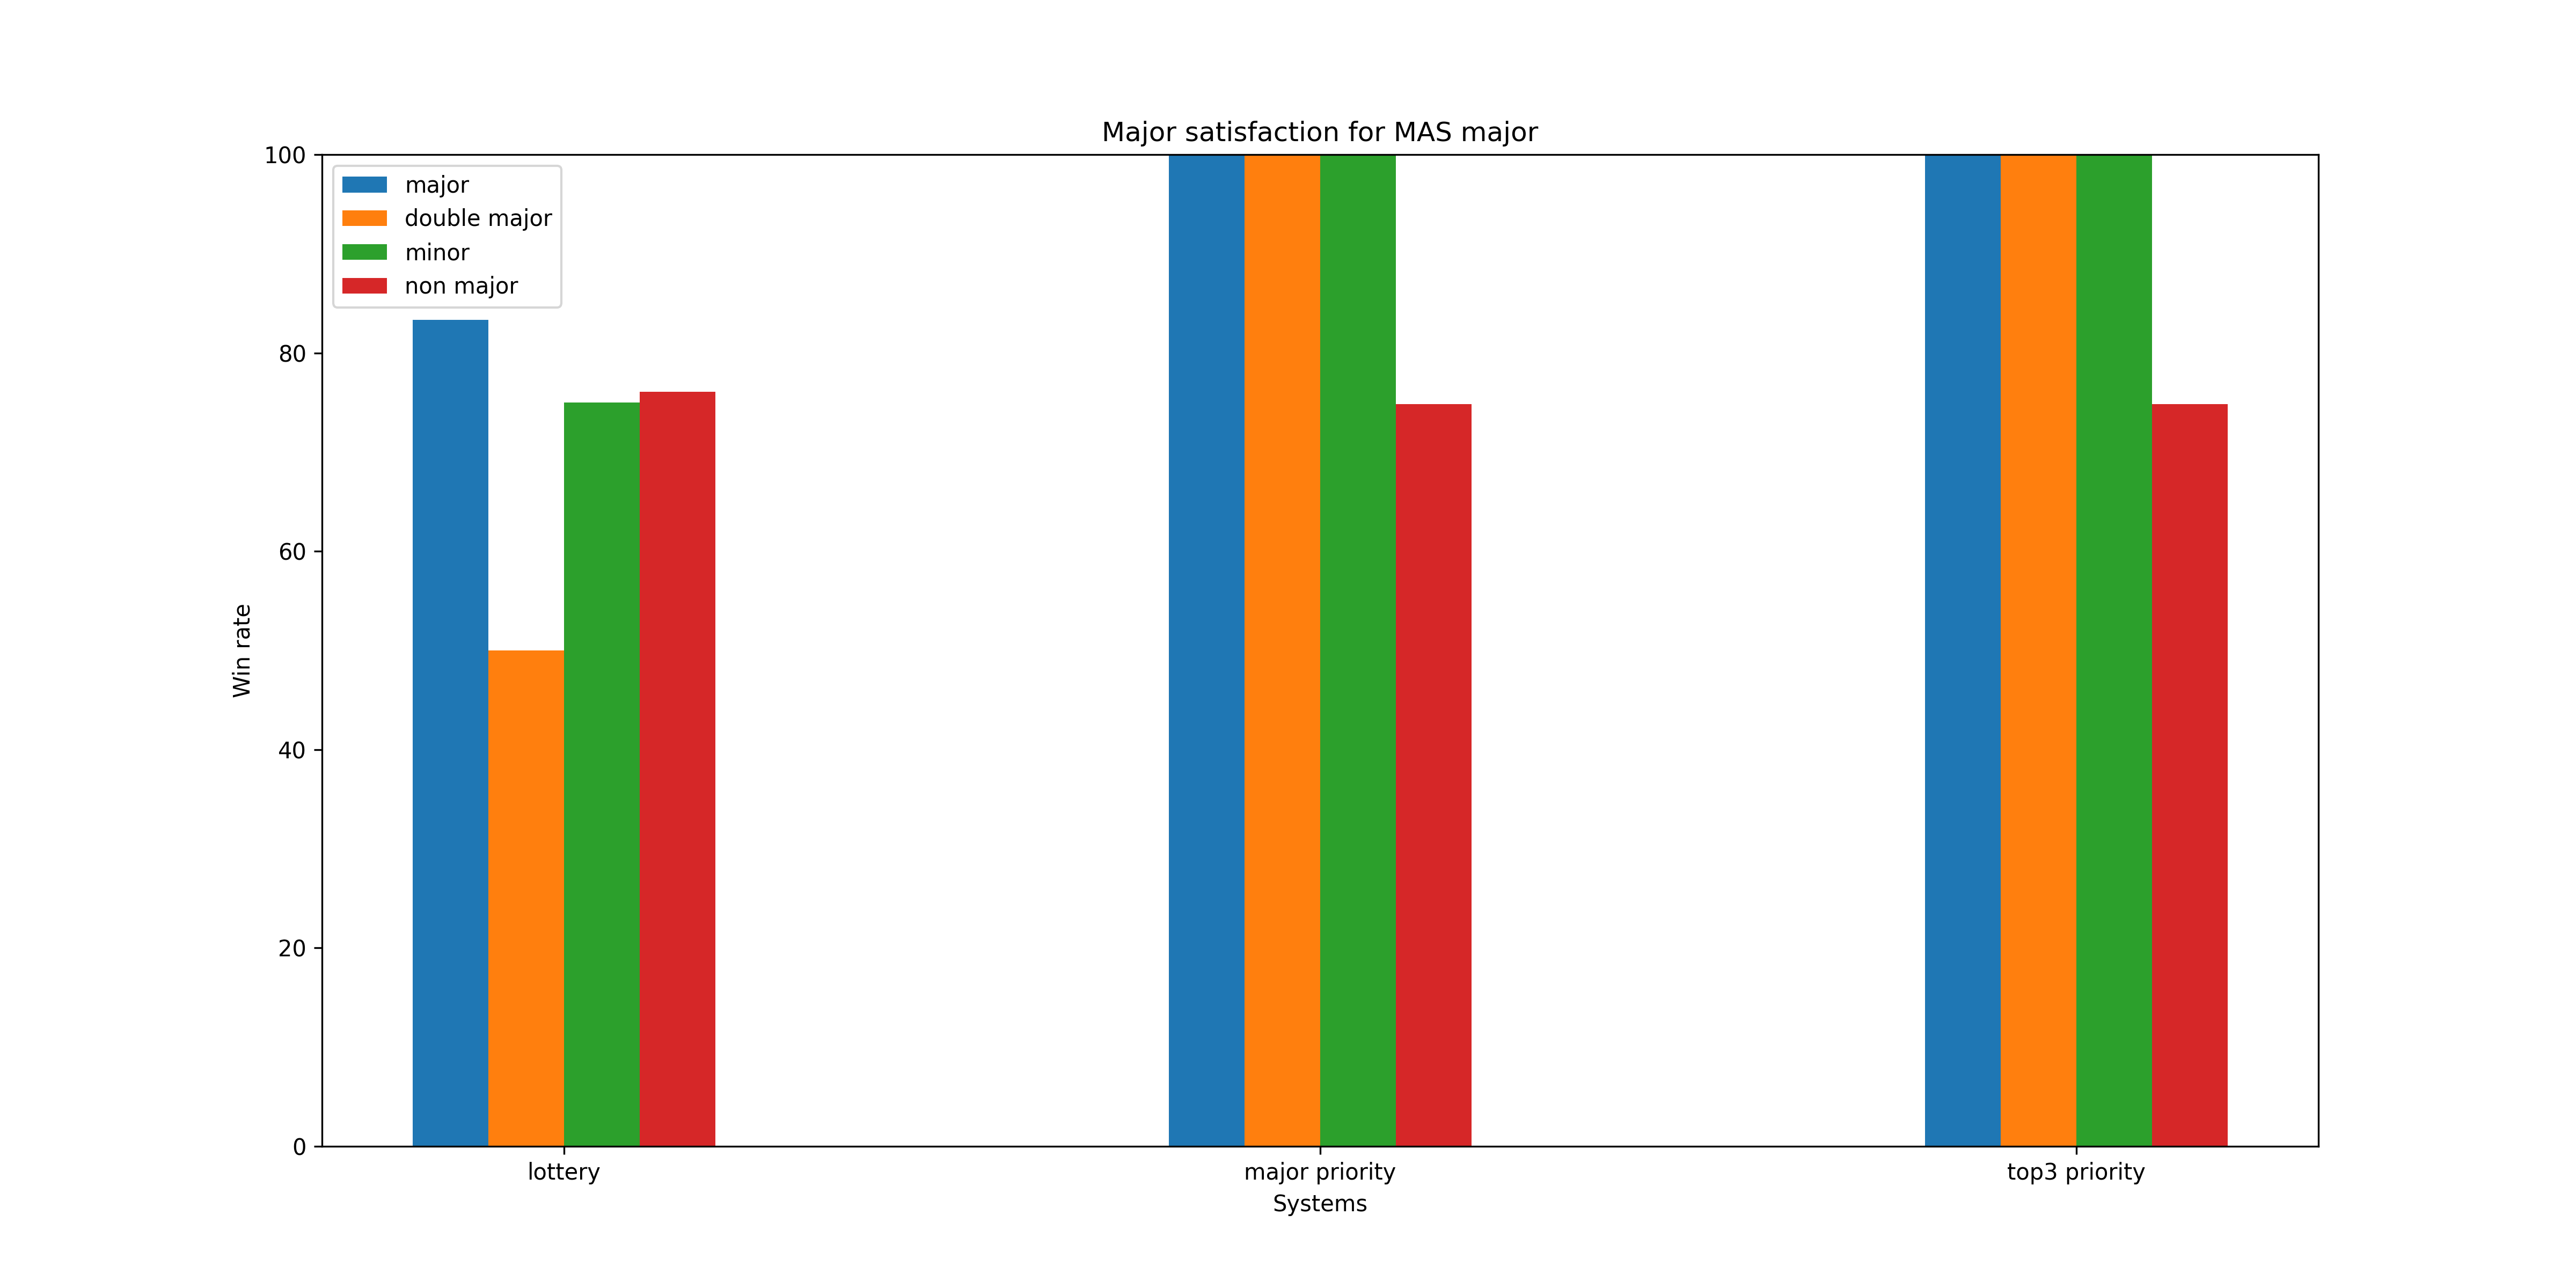 Major satisfaction for MAS major
100
80
60
40
20
0
Win rate
major
double major
minor
non major
lottery
major priority
top3 priority
Systems